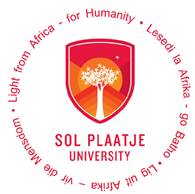 • Light from Africa - for Humanity • Lesedi la Afrika - go Batho • Lig uit Afrika – vir die Mensdom
SOL PLAATJE
UNIVERSITY